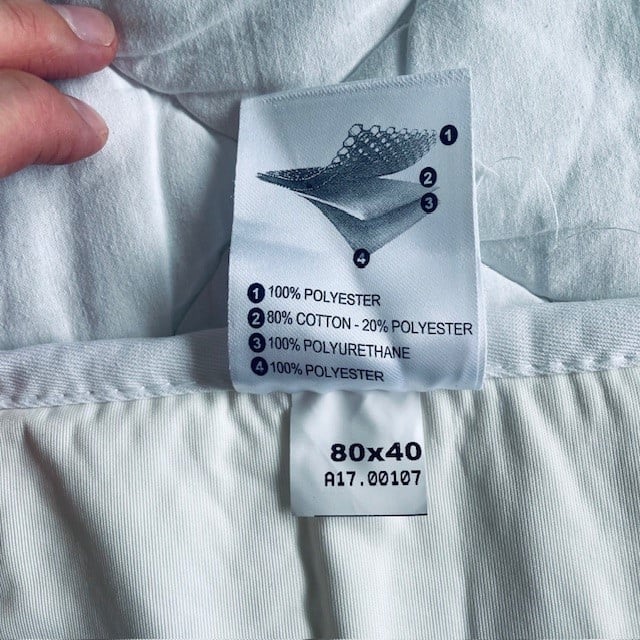 1
2
3
4
1 100% POLYESTER
2 80% COTTON - 20% POLYESTER
3 100% POLYURETHANE
4 100% POLYESTER
80x40
A17.00107